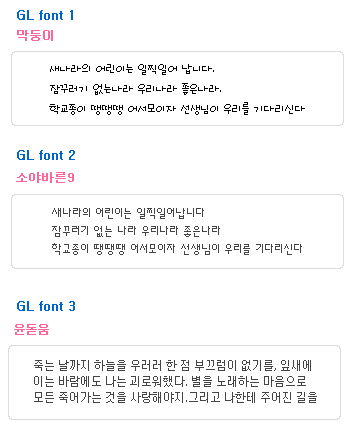 GL font 1
막둥이
새나라의 어린이는 일찍일어 납니다.
잠꾸러기 없는나라 우리나라 좋은나라.
학교종이 땡땡땡 어서모이자 선생님이 우리를 기다리신다
GL font 2
소야바른9
새나라의 어린이는 일찍일어납니다
잠꾸러기 없는 나라 우리나라 좋은나라
학교종이 땡땡땡 어서모이자 선생님이 우리를 기다리신다
GL font 3
윤돋움
죽는 날까지 하늘을 우러러 한 점 부끄럼이 없기를, 잎새에
이는 바람에도 나는 괴로워했다. 별을 노래하는 마음으로
모든 죽어가는 것을 사랑해야지.그리고 나한테 주어진 길을